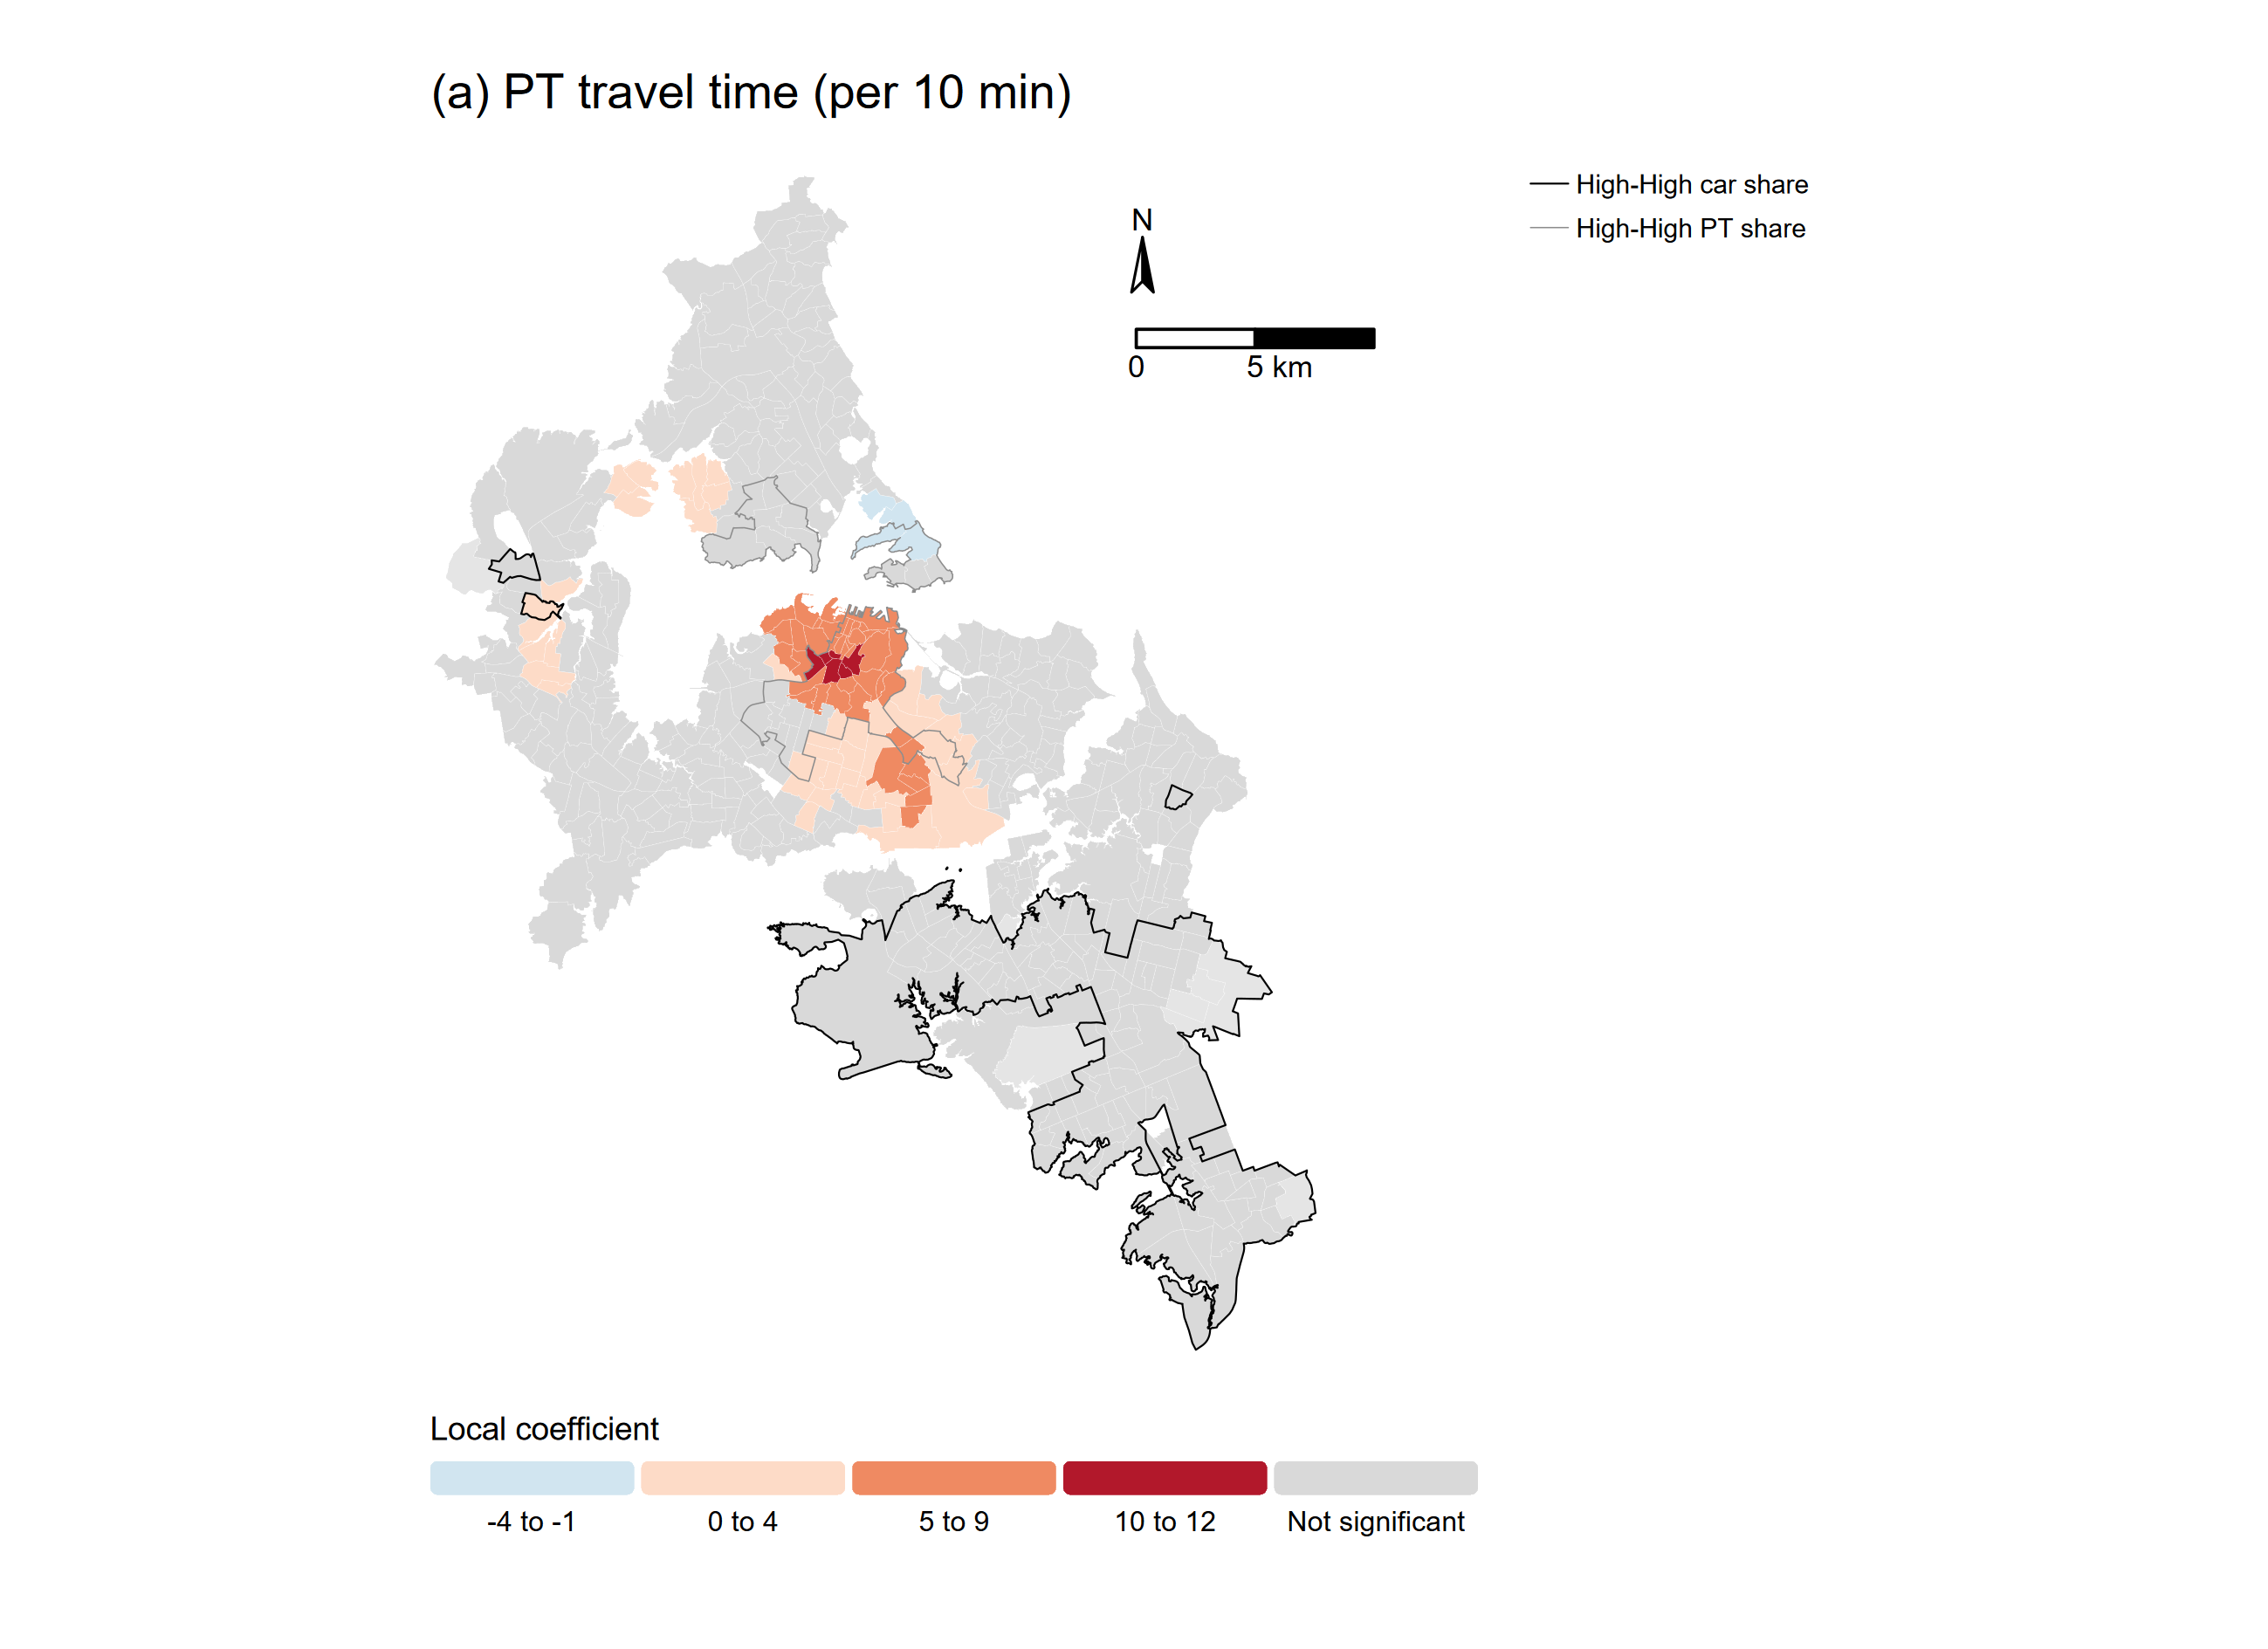 (a) PT travel time (per 10 min)
High-High car share
High-High PT share
N
0
5 km
Local coefficient
-4 to -1
0 to 4
5 to 9
10 to 12
Not significant